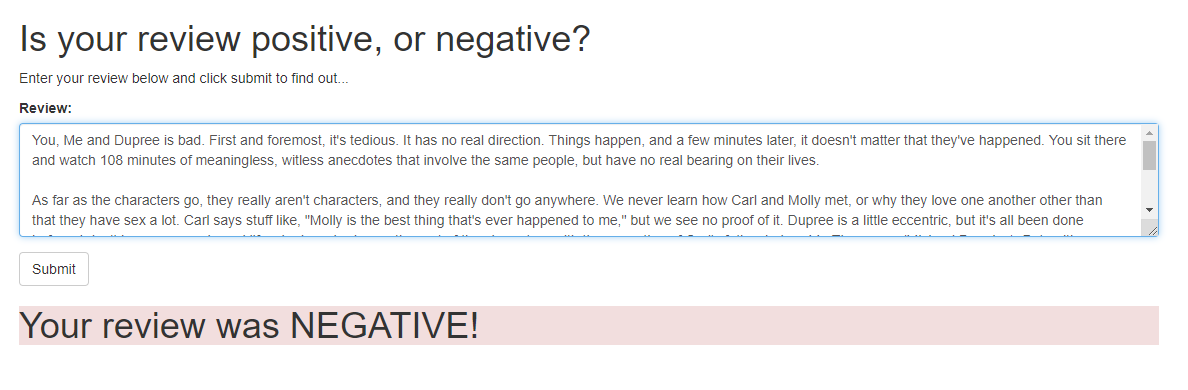 Is your review positive, or negative?
Enter your review below and click submit to find out...
Review:
You, Me and Dupree is bad. First and foremost, it's tedious. It has no real direction. Things happen, and a few minutes later, it doesn't matter that they've happened. You sit there
and watch 108 minutes of meaningless, witless anecdotes that involve the same people, but have no real bearing on their lives.
As far as the characters go, they really aren't characters, and they really don't go anywhere. We never learn how Carl and Molly met, or why they love one another other than
that they have sex a lot. Carl says stuff like, "Molly is the best thing that's ever happened to me," but we see no proof of it. Dupree is a little eccentric, but it's all been done
Submit
Your review was NEGATIVE!